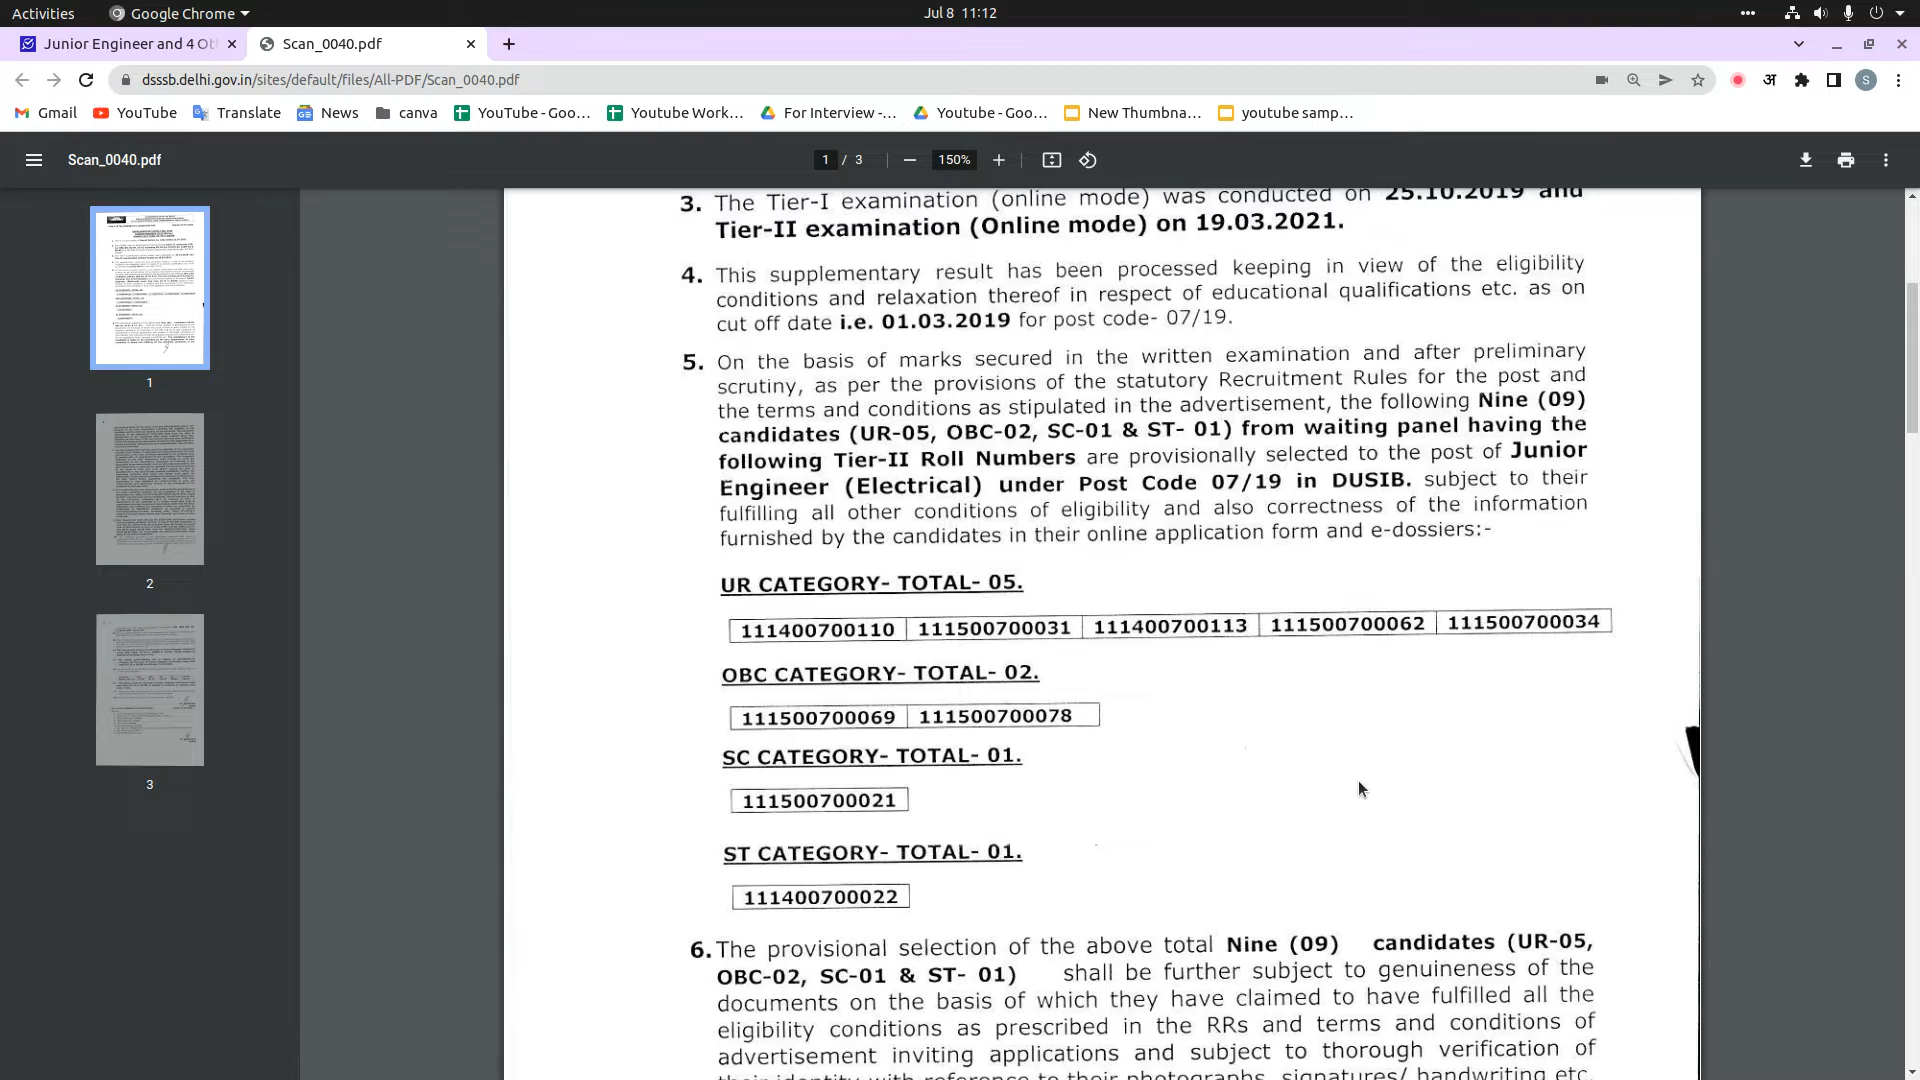 Activities Google Chrome Jul 8 11:12
Junior Engineer and 4 Ot Scan_0040.pdf
dsssb.delhi.gov.in/sites/default/files/All-PDF/Scan_0040.pdf S
Gmail YouTube Translate News canva YouTube - Goo... Youtube Work... For Interview -... Youtube - Goo... New Thumbna... youtube samp...
Scan_0040.pdf 1 / 3 150%
1
2
3
3. The Tier-I examination (online mode) was conducted on 25.10.2019 and
Tier-II examination (Online mode) on 19.03.2021.
4. This supplementary result has been processed keeping in view of the eligibility
conditions and relaxation thereof in respect of educational qualifications etc. as on
cut off date i.e. 01.03.2019 for post code- 07/19.
5. On the basis of marks secured in the written examination and after preliminary
scrutiny, as per the provisions of the statutory Recruitment Rules for the post and
the terms and conditions as stipulated in the advertisement, the following Nine (09)
candidates (UR-05, OBC-02, SC-01 & ST- 01) from waiting panel having the
following Tier-II Roll Numbers are provisionally selected to the post of Junior
Engineer (Electrical) under Post Code 07/19 in DUSIB. subject to their
fulfilling all other conditions of eligibility and also correctness of the information
furnished by the candidates in their online application form and e-dossiers:-
UR CATEGORY- TOTAL- 05.
111400700110 111500700031 111400700113 111500700062 111500700034
OBC CATEGORY- TOTAL- 02.
111500700069 111500700078
SC CATEGORY- TOTAL- 01.
111500700021
ST CATEGORY- TOTAL- 01.
111400700022
6. The provisional selection of the above total Nine (09) candidates (UR-05,
OBC-02, SC-01 & ST- 01) shall be further subject to genuineness of the
documents on the basis of which they have claimed to have fulfilled all the
eligibility conditions as prescribed in the RRs and terms and conditions of
advertisement inviting applications and subject to thorough verification of
their identity with reference to their photographs, signatures/ handwriting etc.